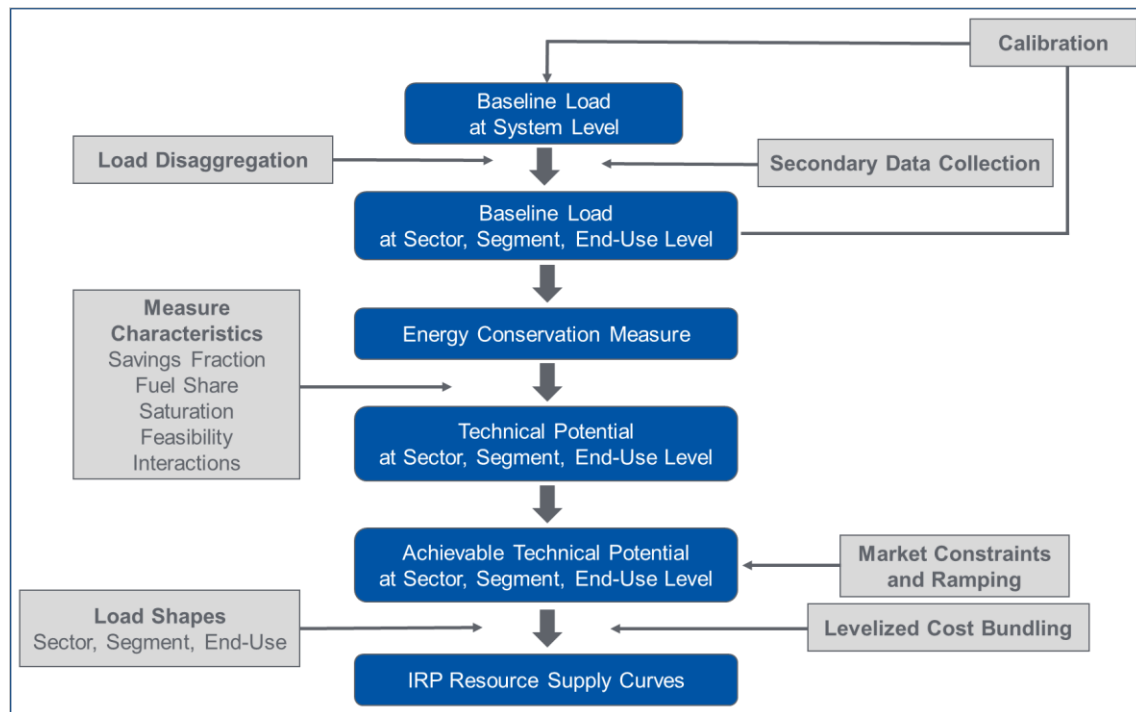 Calibration
Baseline Load
at System Level
Load Disaggregation
Secondary Data Collection
Baseline Load
at Sector, Segment, End-Use Level
Measure
Characteristics
Savings Fraction
Fuel Share
Saturation
Feasibility
Interactions
Energy Conservation Measure
Technical Potential
at Sector, Segment, End-Use Level
Achievable Technical Potential
at Sector, Segment, End-Use Level
Market Constraints
and Ramping
Load Shapes
Sector, Segment, End-Use
Levelized Cost Bundling
IRP Resource Supply Curves